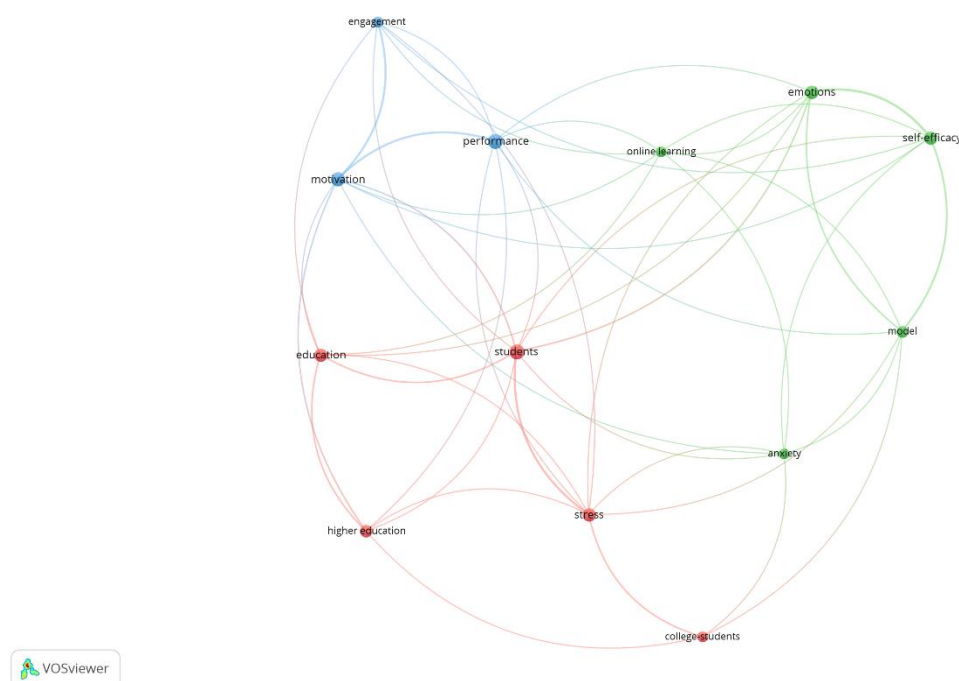 engagement
emotions
self-efficacy
performance
online learning
motivation
model
students
education
anxiety
stress
higher education
college-students
VOSviewer